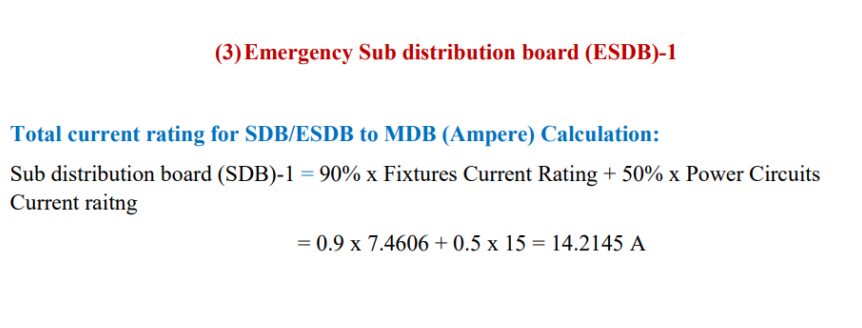 (3)Emergency Sub distribution board (ESDB)-1
Total current rating for SDB/ESDB to MDB (Ampere) Calculation:
Sub distribution board (SDB)-1 = 90% x Fixtures Current Rating + 50% x Power Circuits
Current raitng
= 0.9 x 7.4606 + 0.5 x 15 = 14.2145 A